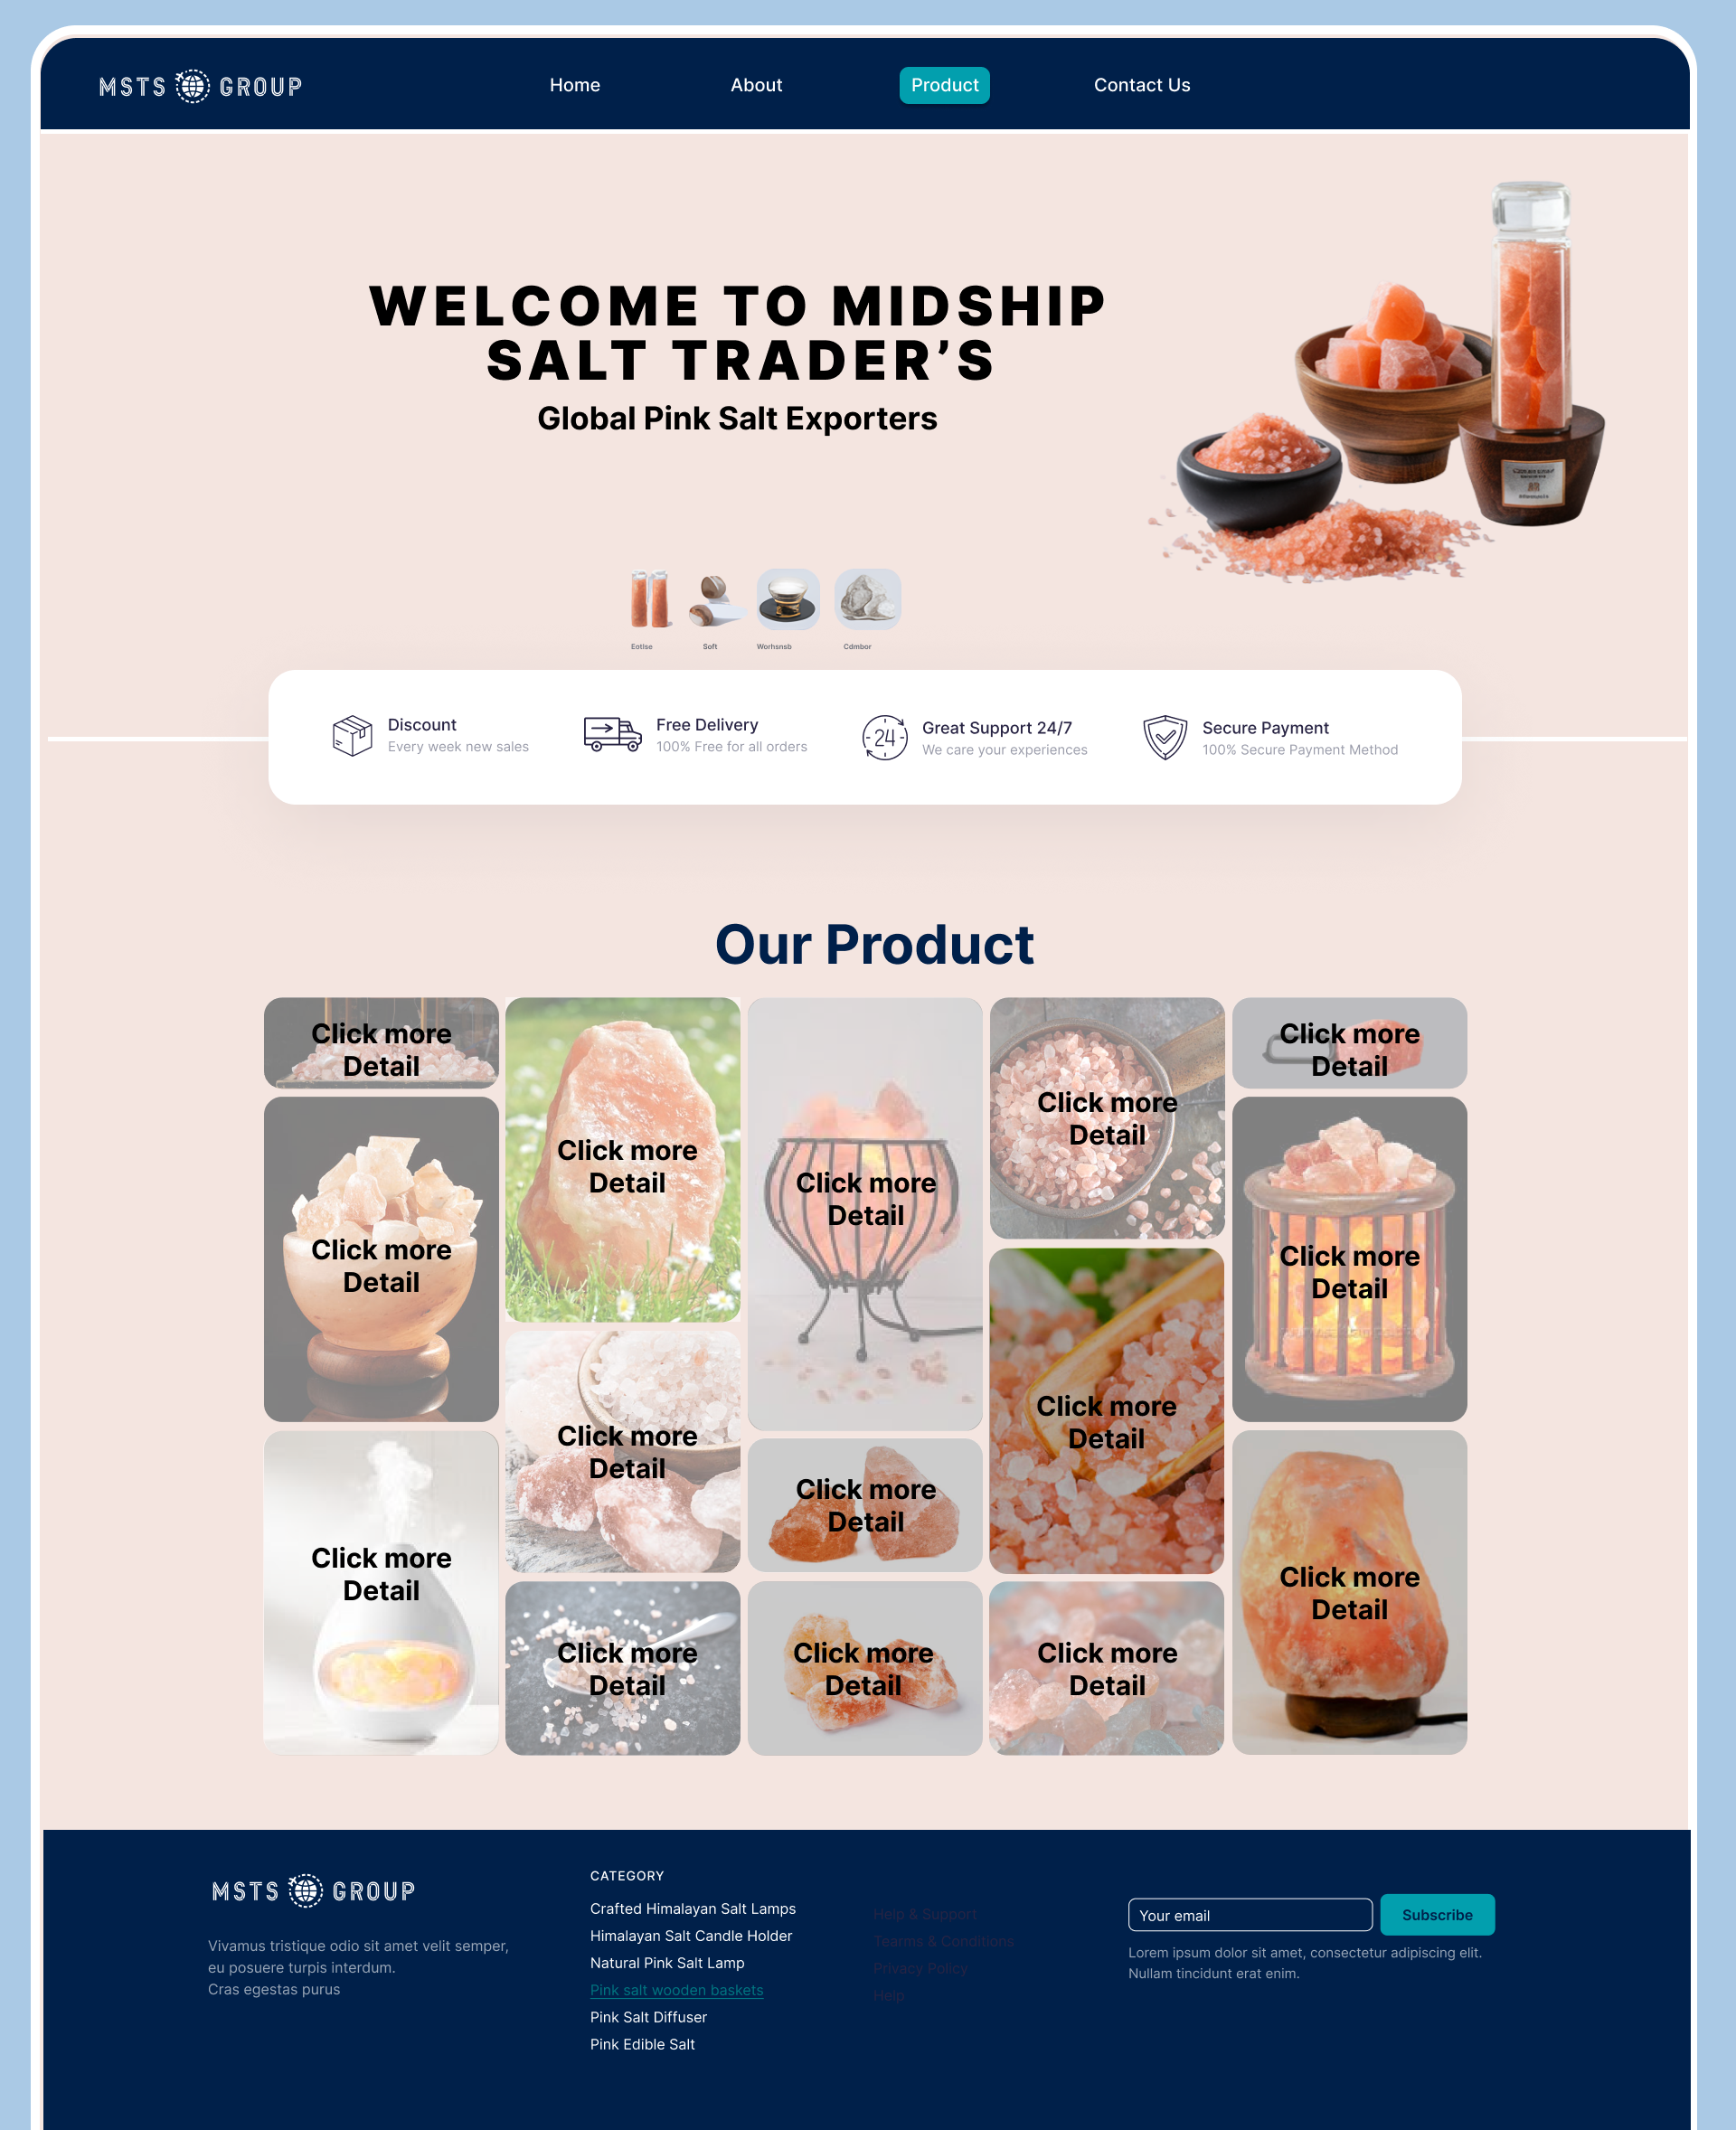 MSTS GROUP
Home
About
Product
Contact Us
WELCOME TO MIDSHIP
SALT TRADER’S
Global Pink Salt Exporters
Eotlse
Soft
Worhsnsb
Cdmbor
Discount
Every week new sales
Free Delivery
100% Free for all orders
24
Great Support 24/7
We care your experiences
Secure Payment
100% Secure Payment Method
Our Product
Click more
Detail
Click more
Detail
Click more
Detail
Click more
Detail
Click more
Detail
Click more
Detail
Click more
Detail
Click more
Detail
Click more
Detail
Click more
Detail
Click more
Detail
Click more
Detail
Click more
Detail
Click more
Detail
Click more
Detail
MSTS GROUP
Vivamus tristique odio sit amet velit semper,
eu posuere turpis interdum.
Cras egestas purus
CATEGORY
Crafted Himalayan Salt Lamps
Himalayan Salt Candle Holder
Natural Pink Salt Lamp
Pink salt wooden baskets
Pink Salt Diffuser
Pink Edible Salt
Help & Support
Tearms & Conditions
Privacy Policy
Help
Your email
Subscribe
Lorem ipsum dolor sit amet, consectetur adipiscing elit.
Nullam tincidunt erat enim.